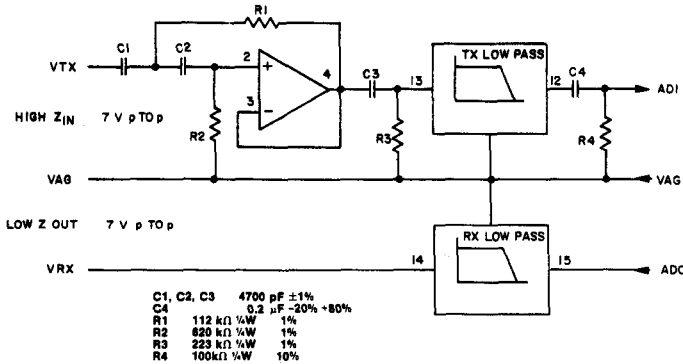 R1
C1
C2
VTX
2
+
4
C3
13
TX LOW PASS
12
C4
ADI
3
−
HIGH ZIN 7 V p TO p
R2
R3
R4
VAG
VAG
LOW Z OUT 7 V p TO p
RX LOW PASS
VRX
14
15
ADO
C1, C2, C3 4700 pF ±1%
C4 0.2 µF -20% +80%
R1 112 kΩ ¼W 1%
R2 620 kΩ ¼W 1%
R3 223 kΩ ¼W 1%
R4 100kΩ ¼W 10%